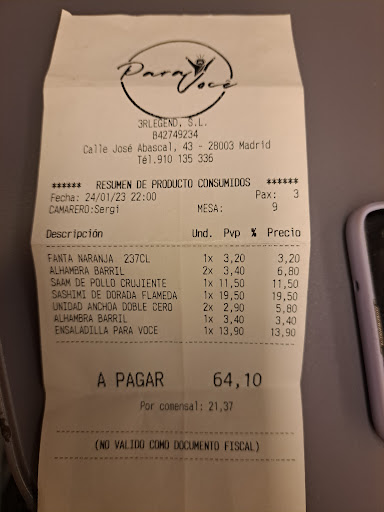 Para Você
3RLEGEND, S.L.
B42749234
Calle José Abascal, 43 - 28003 Madrid
Tél.910 135 336
****** RESUMEN DE PRODUCTO CONSUMIDOS ******
Fecha: 24/01/23 22:00 Pax: 3
CAMARERO:Sergi MESA: 9
Descripción Und. Pvp % Precio
FANTA NARANJA 237CL 1x 3,20 3,20
ALHAMBRA BARRIL 2x 3,40 6,80
SAAM DE POLLO CRUJIENTE 1x 11,50 11,50
SASHIMI DE DORADA FLAMEDA 1x 19,50 19,50
UNIDAD ANCHOA DOBLE CERO 2x 2,90 5,80
ALHAMBRA BARRIL 1x 3,40 3,40
ENSALADILLA PARA VOCE 1x 13,90 13,90
A PAGAR 64,10
Por comensal: 21,37
(NO VALIDO COMO DOCUMENTO FISCAL)